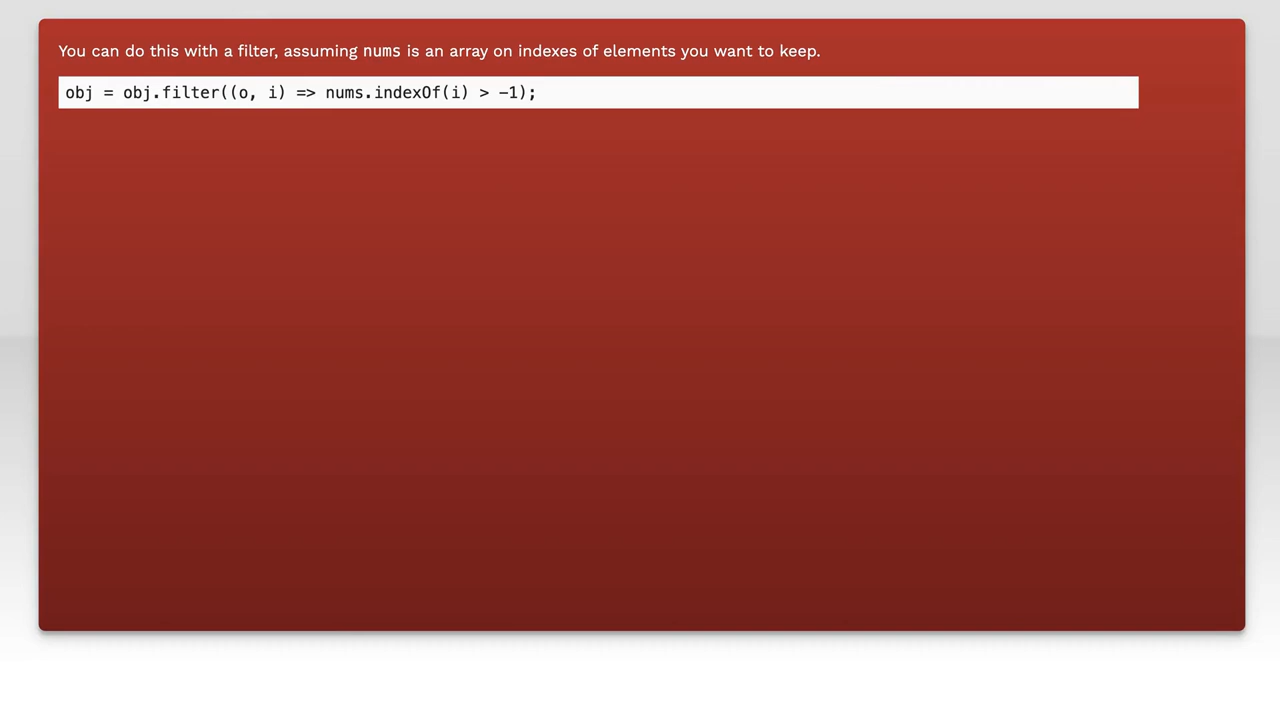 You can do this with a filter, assuming nums is an array on indexes of elements you want to keep.
obj = obj.filter((o, i) => nums.indexOf(i) > -1);